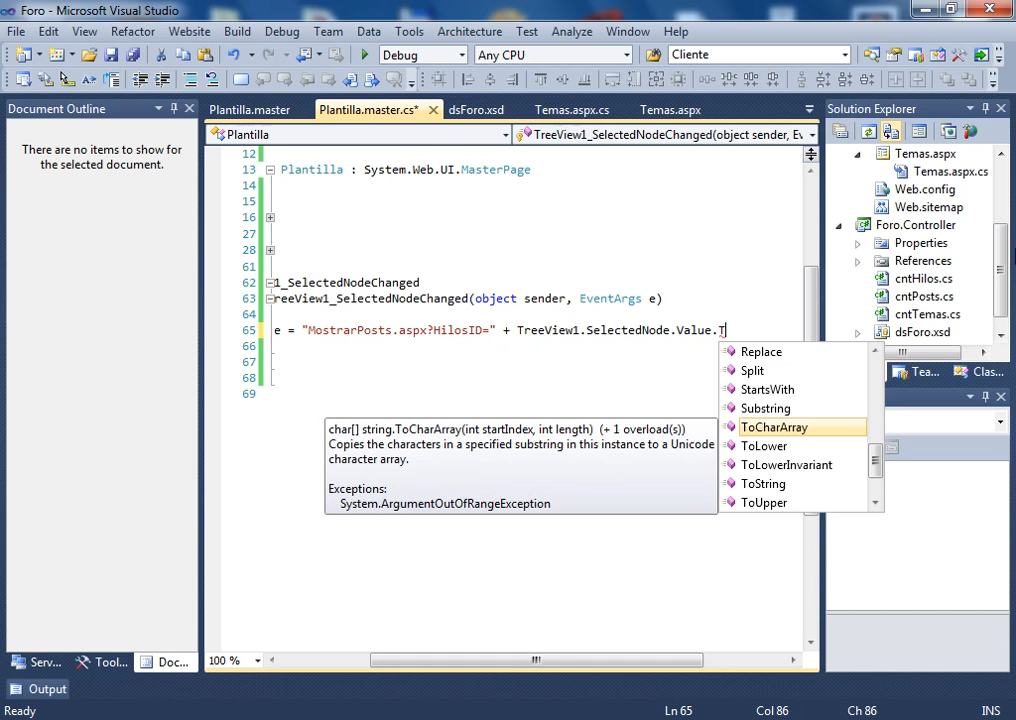 Foro - Microsoft Visual Studio
File Edit View Refactor Website Build Debug Team Data Tools Architecture Test Analyze Window Help
Debug Any CPU Cliente
Document Outline
There are no items to show for
the selected document.
Plantilla.master Plantilla.master.cs* dsForo.xsd Temas.aspx.cs Temas.aspx
Plantilla TreeView1_SelectedNodeChanged(object sender, Ev
12
13 Plantilla : System.Web.UI.MasterPage
14
15
16
27
28
61
62 1_SelectedNodeChanged
63 reeView1_SelectedNodeChanged(object sender, EventArgs e)
64
65 e = "MostrarPosts.aspx?HilosID=" + TreeView1.SelectedNode.Value.T
66
67
68
69
Replace
Split
StartsWith
Substring
ToCharArray
ToLower
ToLowerInvariant
ToString
ToUpper
char[] string.ToCharArray(int startIndex, int length) (+ 1 overload(s))
Copies the characters in a specified substring in this instance to a Unicode
character array.
Exceptions:
System.ArgumentOutOfRangeException
Solution Explorer
Temas.aspx
Temas.aspx.cs
Web.config
Web.sitemap
Foro.Controller
Properties
References
cntHilos.cs
cntPosts.cs
cntTemas.cs
dsForo.xsd
Tea... Clas...
100 %
Serv... Tool... Doc...
Output
Ready Ln 65 Col 86 Ch 86 INS